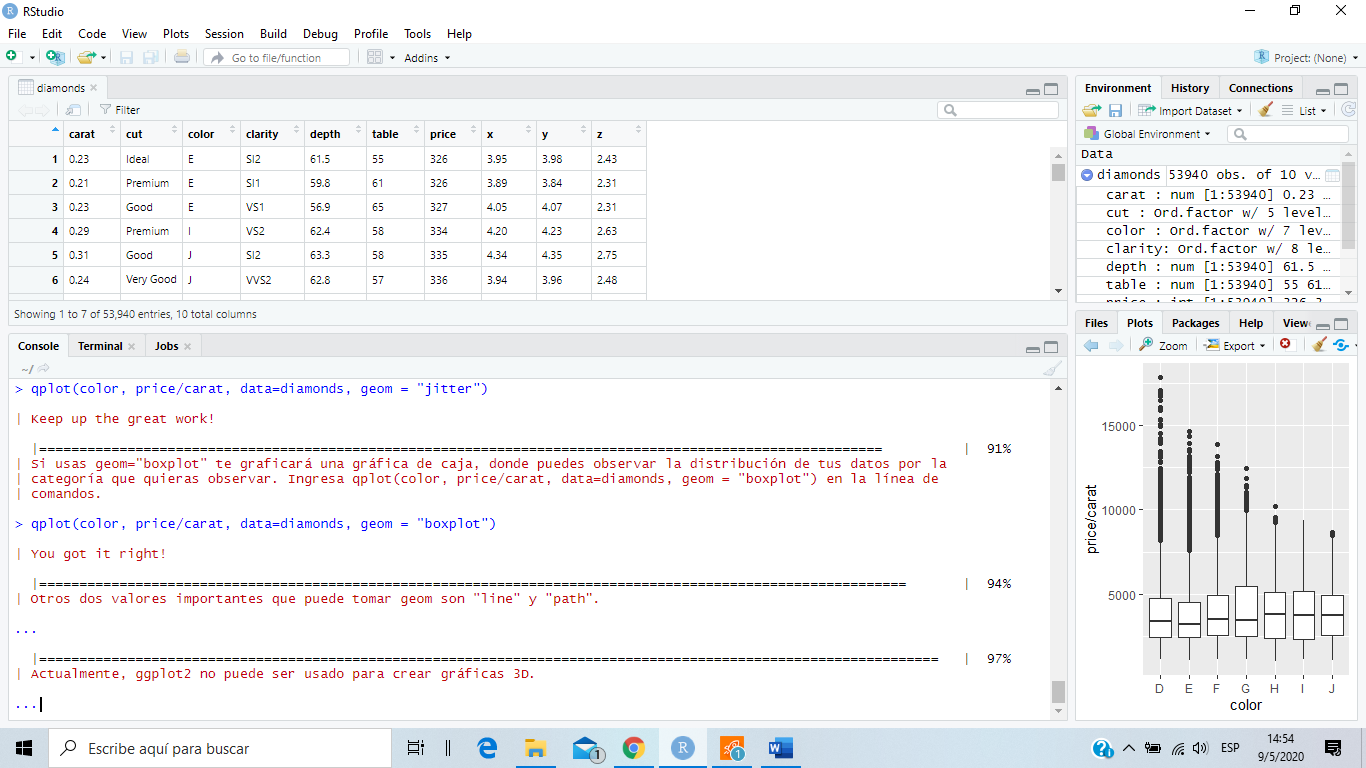 RStudio
File Edit Code View Plots Session Build Debug Profile Tools Help
Go to file/function Addins Project: (None)
diamonds
Filter
carat cut color clarity depth table price x y z
1 0.23 Ideal E SI2 61.5 55 326 3.95 3.98 2.43
2 0.21 Premium E SI1 59.8 61 326 3.89 3.84 2.31
3 0.23 Good E VS1 56.9 65 327 4.05 4.07 2.31
4 0.29 Premium I VS2 62.4 58 334 4.20 4.23 2.63
5 0.31 Good J SI2 63.3 58 335 4.34 4.35 2.75
6 0.24 Very Good J VVS2 62.8 57 336 3.94 3.96 2.48
Showing 1 to 7 of 53,940 entries, 10 total columns
Console Terminal Jobs
~/
> qplot(color, price/carat, data=diamonds, geom = "jitter")
| Keep up the great work!
|========================================================================================================= | 91%
| Si usas geom="boxplot" te graficará una gráfica de caja, donde puedes observar la distribución de tus datos por la
| categoría que quieras observar. Ingresa qplot(color, price/carat, data=diamonds, geom = "boxplot") en la línea de
| comandos.
> qplot(color, price/carat, data=diamonds, geom = "boxplot")
| You got it right!
|============================================================================================================ | 94%
| Otros dos valores importantes que puede tomar geom son "line" y "path".
...
|================================================================================================================ | 97%
| Actualmente, ggplot2 no puede ser usado para crear gráficas 3D.
...
Environment History Connections
Import Dataset List
Global Environment
Data
diamonds 53940 obs. of 10 v…
carat : num [1:53940] 0.23 …
cut : Ord.factor w/ 5 level…
color : Ord.factor w/ 7 lev…
clarity: Ord.factor w/ 8 le…
depth : num [1:53940] 61.5 …
table : num [1:53940] 55 61…
price : int [1:53940] 326 3…
Files Plots Packages Help View
Zoom Export
price/carat
15000
10000
5000
D E F G H I J
color
Escribe aquí para buscar
1
1
ESP
14:54
9/5/2020